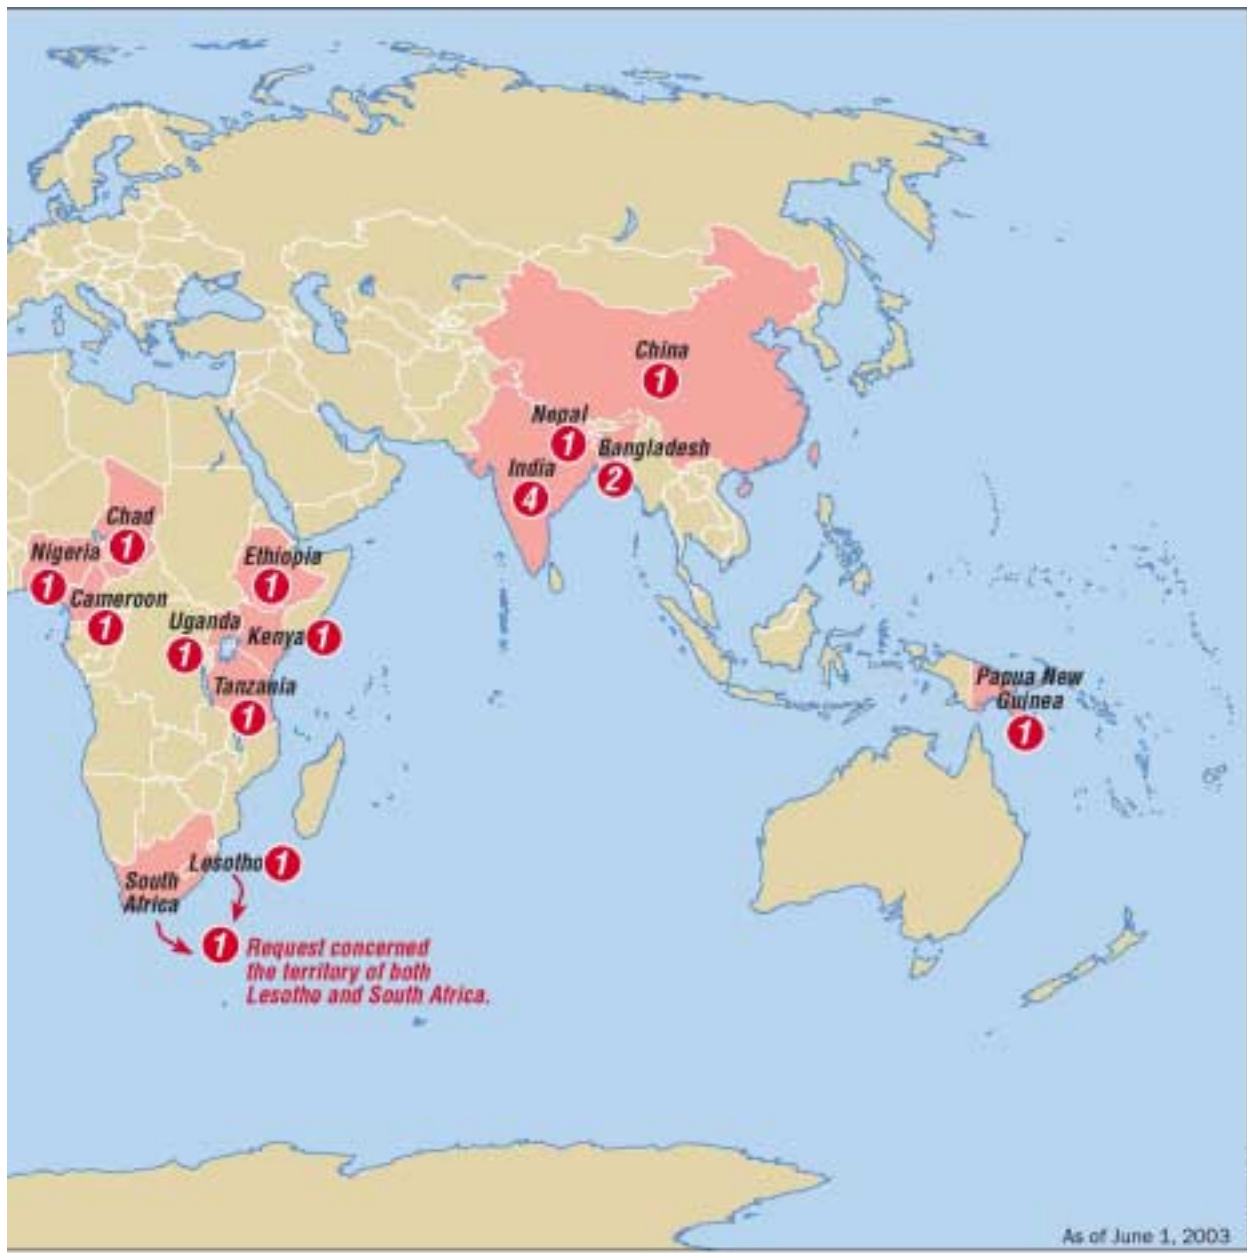 China
1
Nepal
1
Bangladesh
2
India
4
Chad
1
Nigeria
1
Cameroon
1
Ethiopia
1
Uganda
1
Kenya 1
Tanzania
1
Papua New
Guinea
1
Lesotho 1
South
Africa
1 Request concerned
the territory of both
Lesotho and South Africa.
As of June 1, 2003